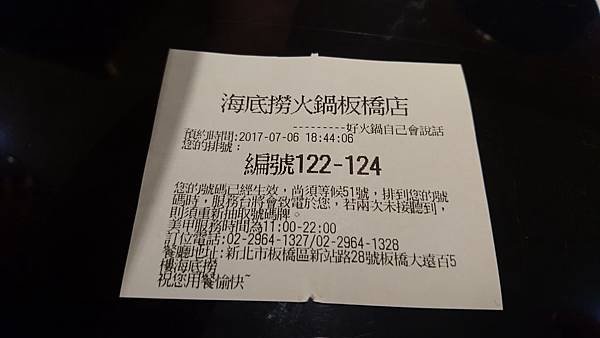 海底撈火鍋板橋店
---------好火鍋自己會說話
預約時間:2017-07-06 18:44:06
您的排號：
編號122-124
您的號碼已經生效，尚須等候51號，排到您的號
碼時，服務台將會致電於您，若兩次未接聽到，
則須重新抽取號碼牌。
美甲服務時間為11:00-22:00
訂位電話:02-2964-1327/02-2964-1328
餐廳地址:新北市板橋區新站路28號板橋大遠百5
樓海底撈
祝您用餐愉快~